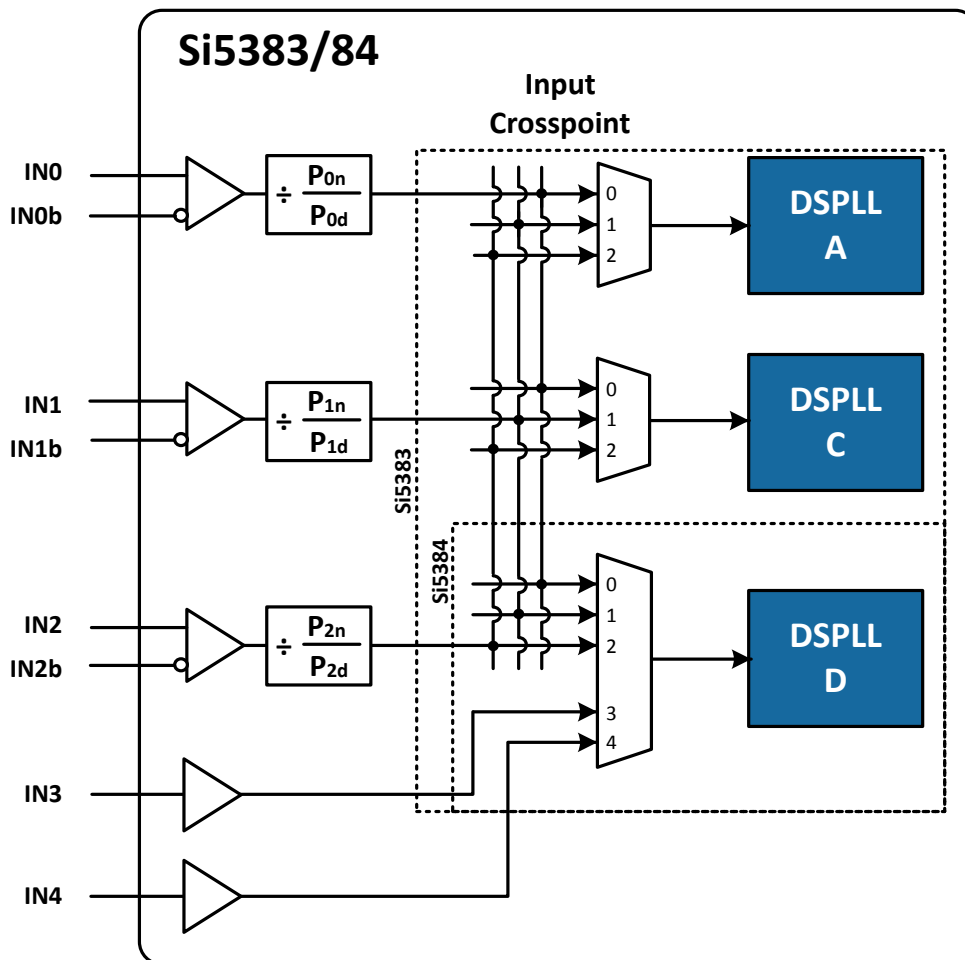 Si5383/84
Input
Crosspoint
IN0
IN0b
÷ P0n
P0d
0
1
2
DSPLL
A
IN1
IN1b
÷ P1n
P1d
0
1
2
DSPLL
C
Si5383
Si5384
IN2
IN2b
÷ P2n
P2d
0
1
2
3
4
DSPLL
D
IN3
IN4